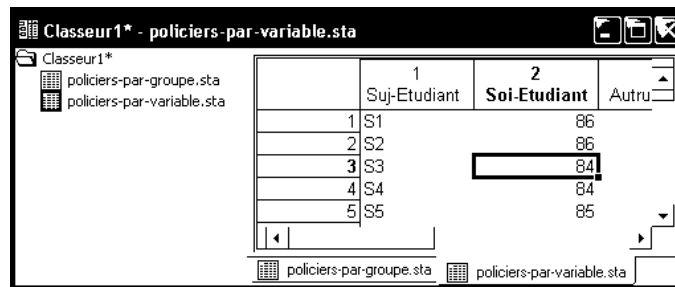 Classeur1* - policiers-par-variable.sta
Classeur1*
policiers-par-groupe.sta
policiers-par-variable.sta
1 2
Suj-Etudiant Soi-Etudiant Autru
1 S1 86
2 S2 86
3 S3 84
4 S4 84
5 S5 85
policiers-par-groupe.sta policiers-par-variable.sta